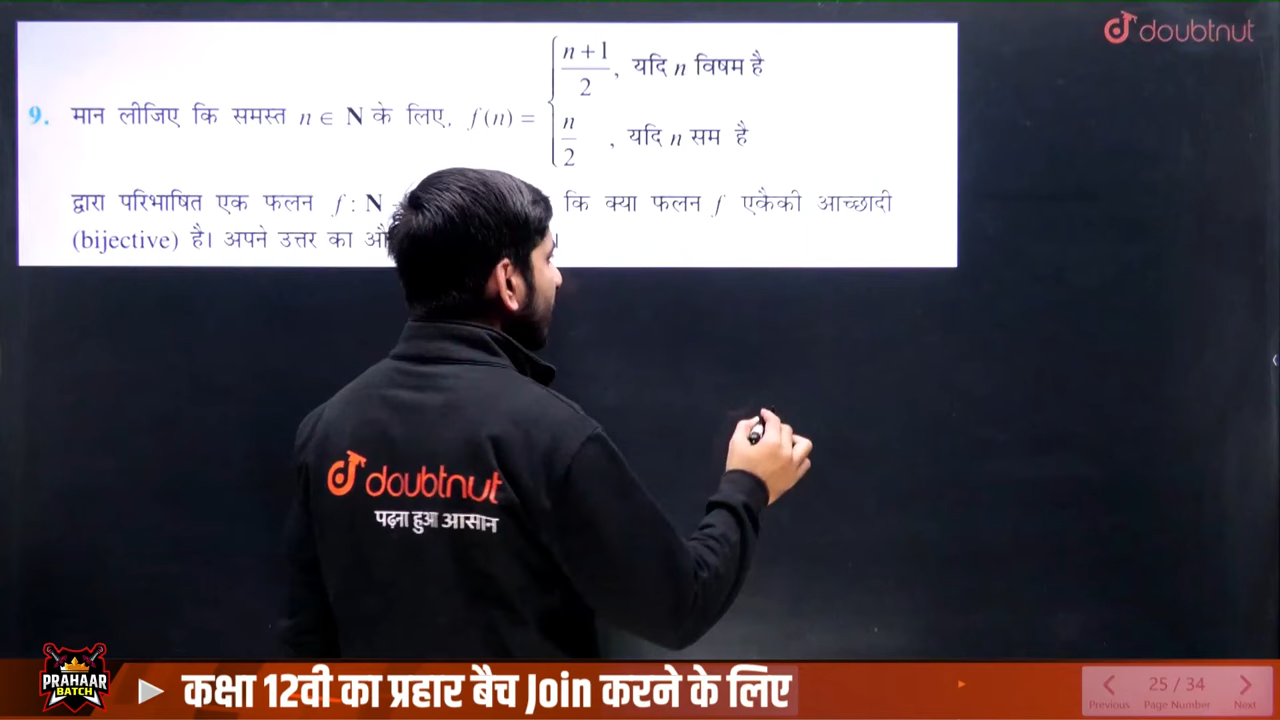 doubtnut
9. मान लीजिए कि समस्त n ∈ N के लिए, f(n) = { n+1/2, यदि n विषम है
n/2 , यदि n सम है
द्वारा परिभाषित एक फलन f : N कि क्या फलन f एकैकी आच्छादी
(bijective) है। अपने उत्तर का
doubtnut
पढ़ना हुआ आसान
PRAHAAR
BATCH
कक्षा 12वी का प्रहार बैच Join करने के लिए
25 / 34
Previous Page Number Next